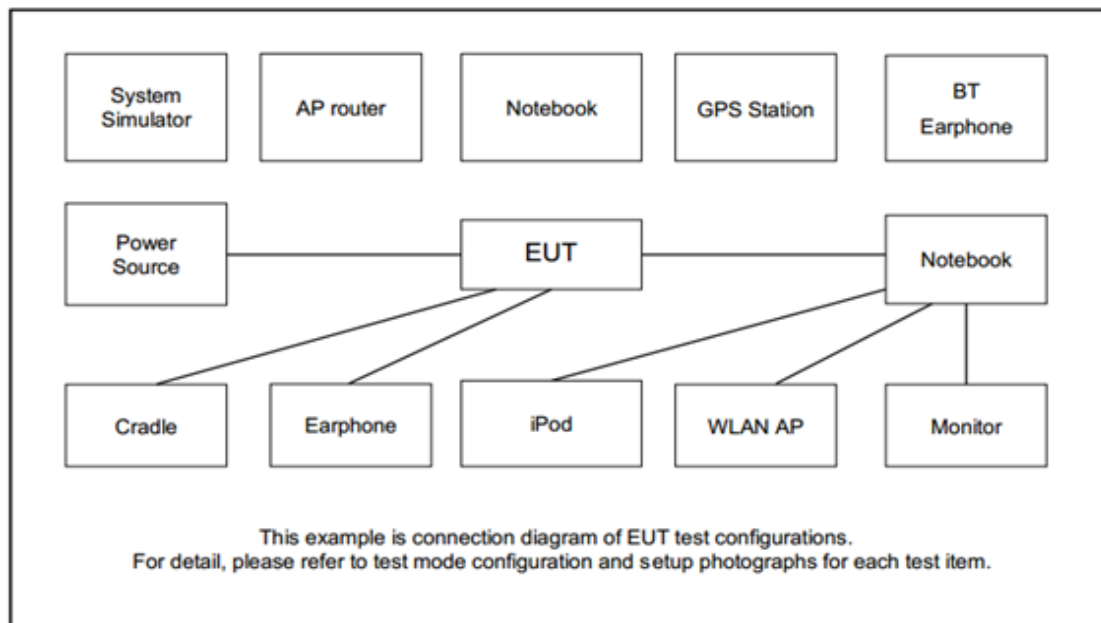 System
Simulator
AP router
Notebook
GPS Station
BT
Earphone
Power
Source
EUT
Notebook
Cradle
Earphone
iPod
WLAN AP
Monitor
This example is connection diagram of EUT test configurations.
For detail, please refer to test mode configuration and setup photographs for each test item.